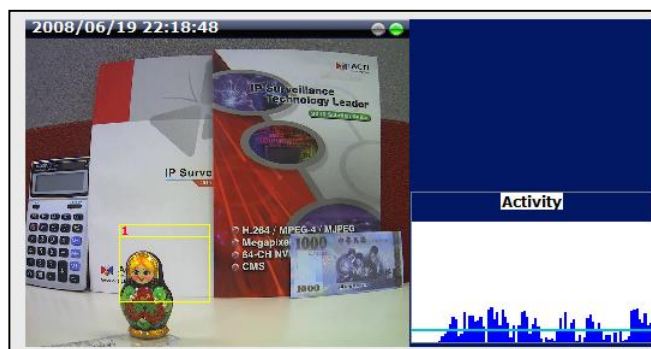 2008/06/19 22:18:48
ACTi
IP Surveillance
Technology Leader
IP Surve
1
H.264 / MPEG-4 / MJPEG
Megapixel
64-CH NV
CMS
1000
1000
Activity